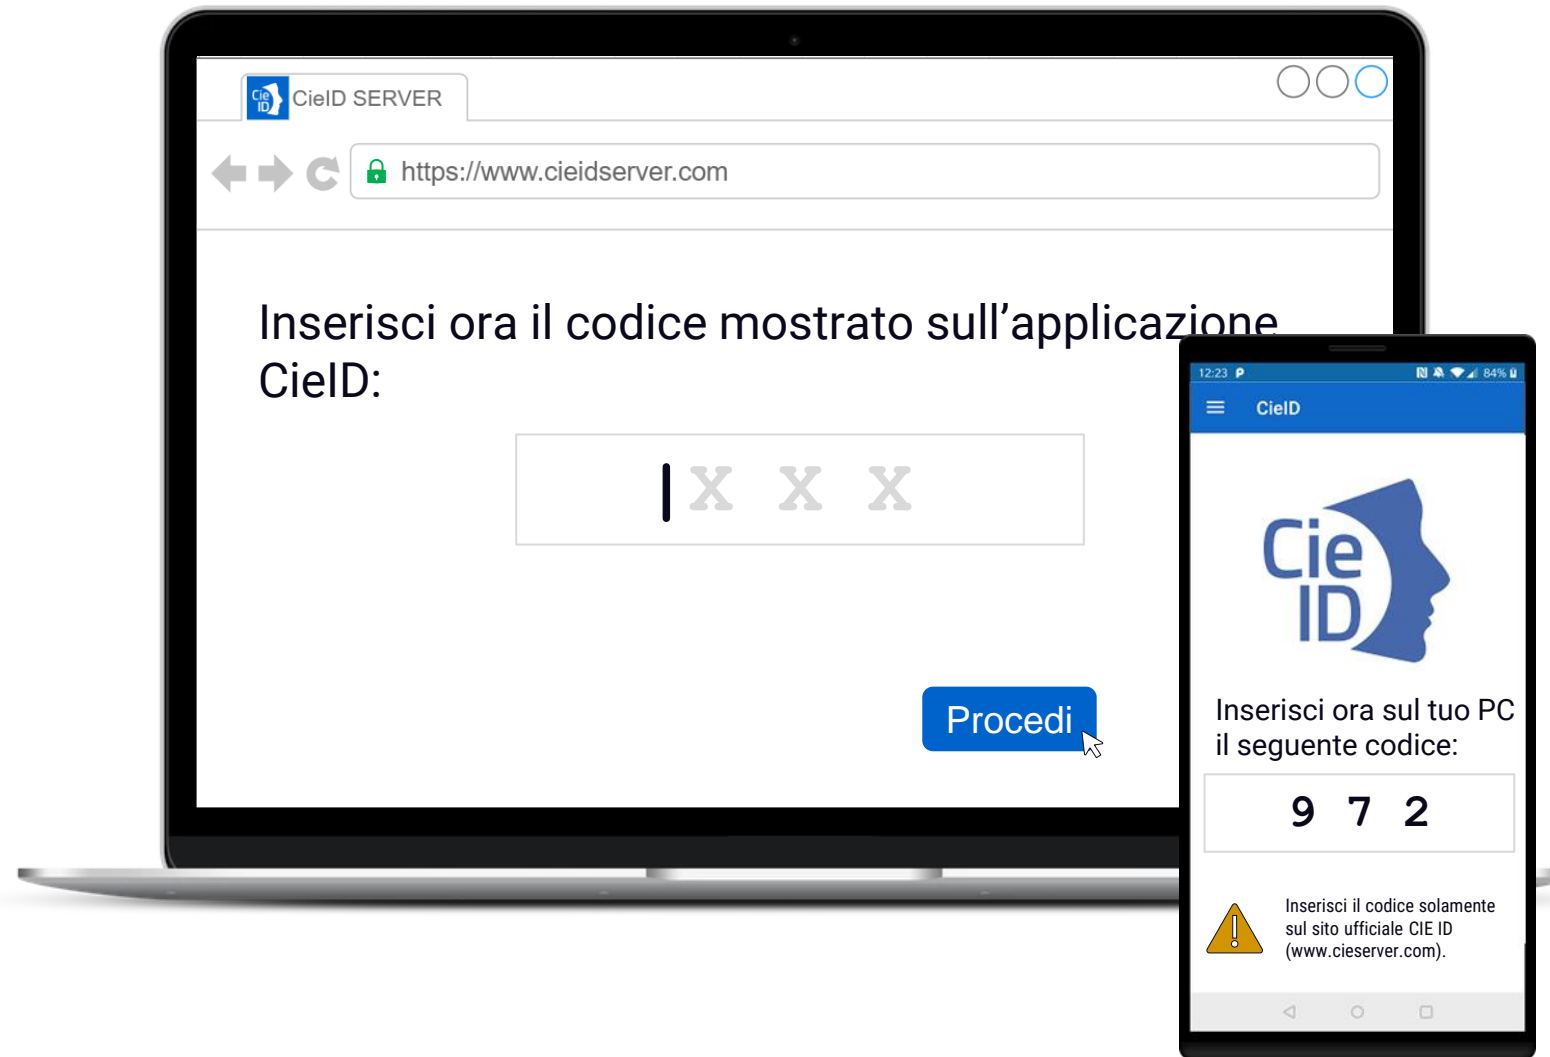 Cie
ID
CieID SERVER
https://www.cieidserver.com
Inserisci ora il codice mostrato sull’applicazione
CieID:
X X X
Procedi
12:23
84%
CieID
Cie
ID
Inserisci ora sul tuo PC
il seguente codice:
9 7 2
Inserisci il codice solamente
sul sito ufficiale CIE ID
(www.cieserver.com).